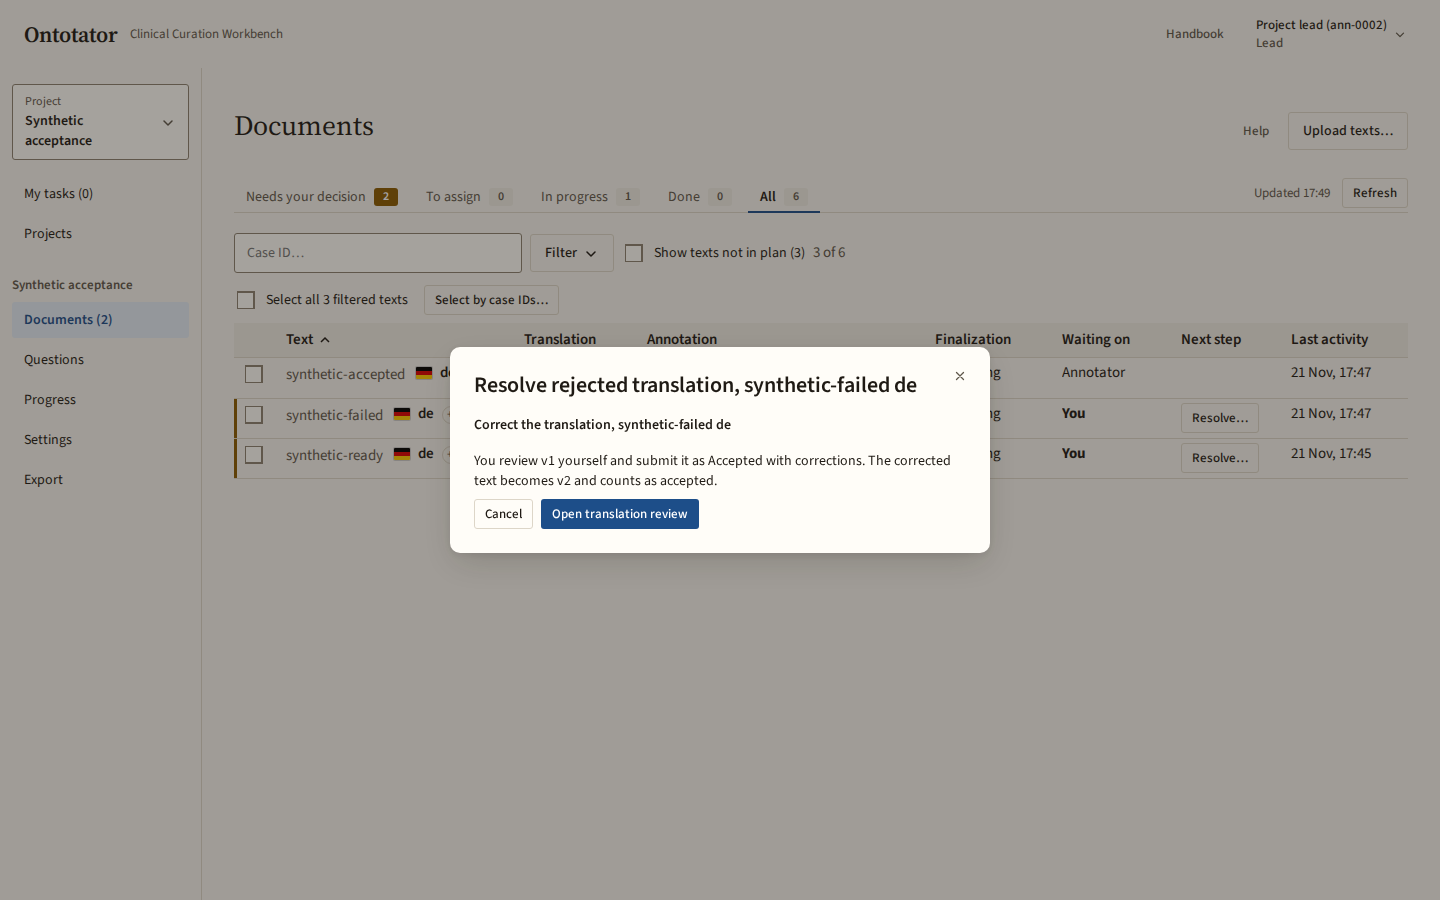 Ontotator
Clinical Curation Workbench
Handbook
Project lead (ann-0002)
Lead
Project
Synthetic
acceptance
My tasks (0)
Projects
Synthetic acceptance
Documents (2)
Questions
Progress
Settings
Export
Documents
Help
Upload texts…
Needs your decision 2
To assign 0
In progress 1
Done 0
All 6
Updated 17:49
Refresh
Case ID…
Filter
Show texts not in plan (3)
3 of 6
Select all 3 filtered texts
Select by case IDs…
Text
Translation
Annotation
Finalization
Waiting on
Next step
Last activity
synthetic-accepted
Annotator
21 Nov, 17:47
synthetic-failed de
You
Resolve…
21 Nov, 17:47
synthetic-ready de
You
Resolve…
21 Nov, 17:45
Resolve rejected translation, synthetic-failed de
Correct the translation, synthetic-failed de
You review v1 yourself and submit it as Accepted with corrections. The corrected
text becomes v2 and counts as accepted.
Cancel
Open translation review